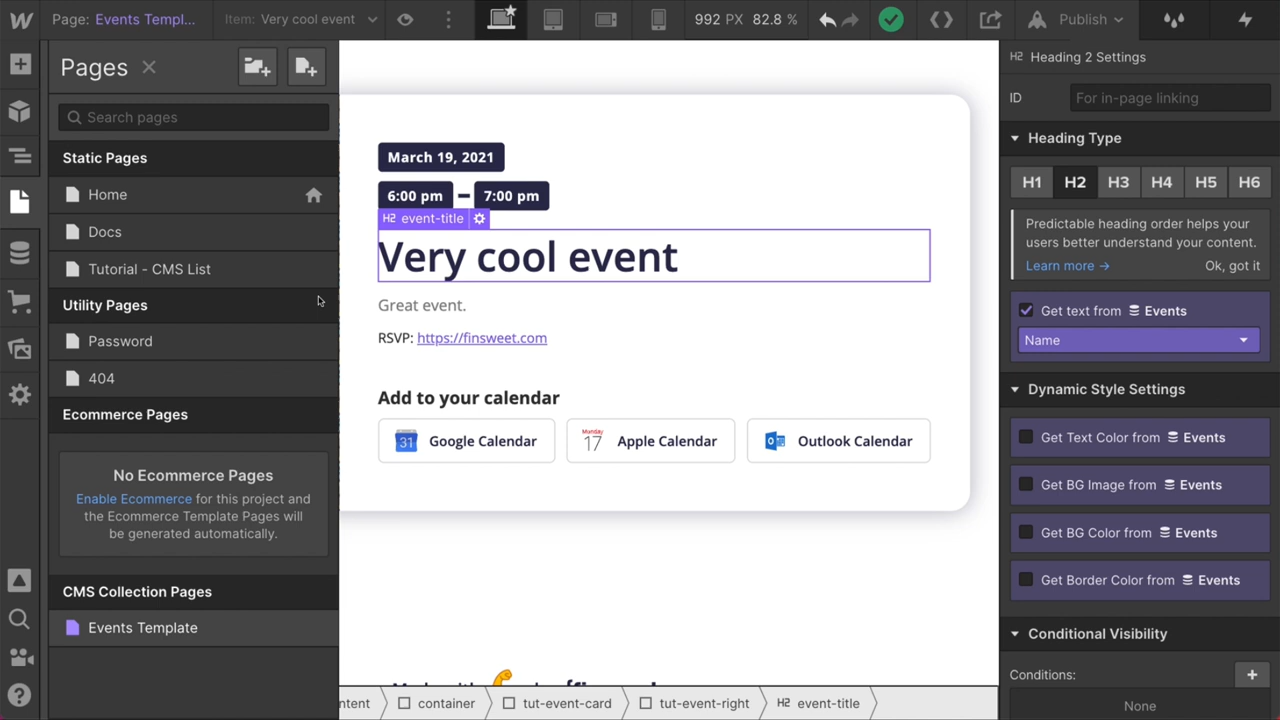 Page: Events Templ...
Item: Very cool event
992 PX 82.8 %
Publish
Pages
Search pages
Static Pages
Home
Docs
Tutorial - CMS List
Utility Pages
Password
404
Ecommerce Pages
No Ecommerce Pages
Enable Ecommerce for this project and
the Ecommerce Template Pages will
be generated automatically.
CMS Collection Pages
Events Template
March 19, 2021
6:00 pm – 7:00 pm
H2 event-title
Very cool event
Great event.
RSVP: https://finsweet.com
Add to your calendar
31 Google Calendar
Monday
17
Apple Calendar
Outlook Calendar
ntent
container
tut-event-card
tut-event-right
H2 event-title
H2 Heading 2 Settings
ID
For in-page linking
Heading Type
H1 H2 H3 H4 H5 H6
Predictable heading order helps your
users better understand your content.
Learn more →
Ok, got it
Get text from Events
Name
Dynamic Style Settings
Get Text Color from Events
Get BG Image from Events
Get BG Color from Events
Get Border Color from Events
Conditional Visibility
Conditions:
None